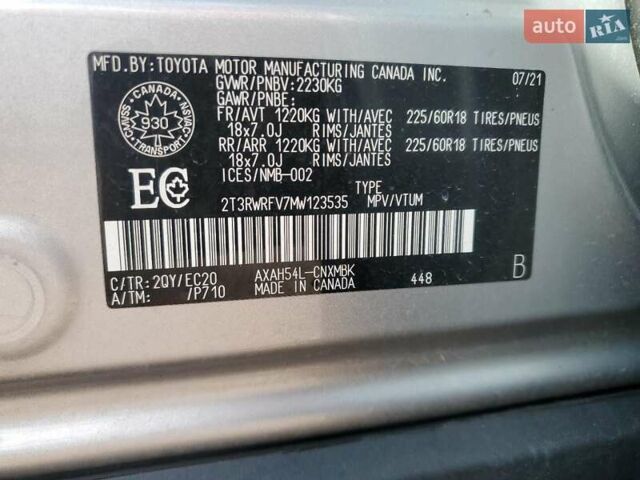 AUTO RIA.com
MFD.BY:TOYOTA MOTOR MANUFACTURING CANADA INC. 07/21
GVWR/PNBV:2230KG
GAWR/PNBE:
FR/AVT 1220KG WITH/AVEC 225/60R18 TIRES/PNEUS
18x7.0J RIMS/JANTES
RR/ARR 1220KG WITH/AVEC 225/60R18 TIRES/PNEUS
18x7.0J RIMS/JANTES
ICES/NMB-002
CANADA
930
TRANSPORT
EC
TYPE
2T3RWRFV7MW123535 MPV/VTUM
C/TR:2QY/EC20 AXAH54L-CNXMBK 448 B
A/TM: /P710 MADE IN CANADA